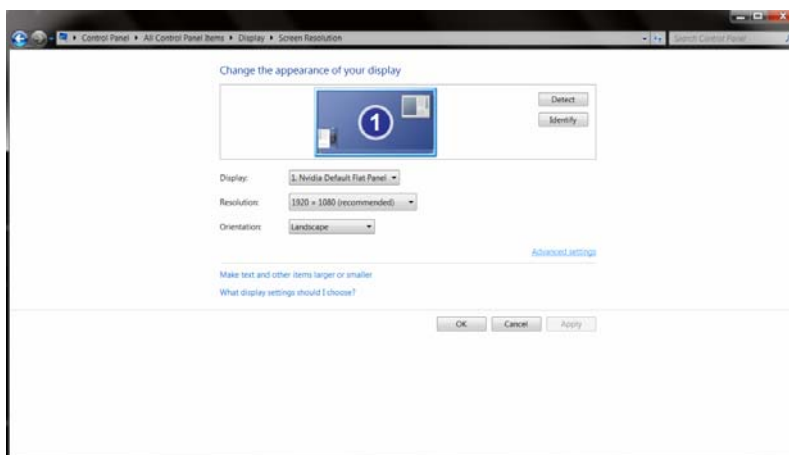 Control Panel ▸ All Control Panel Items ▸ Display ▸ Screen Resolution
Search Control Panel
Change the appearance of your display
1
Detect
Identify
Display: 1. Nvidia Default Flat Panel
Resolution: 1920 × 1080 (recommended)
Orientation: Landscape
Advanced settings
Make text and other items larger or smaller
What display settings should I choose?
OK Cancel Apply